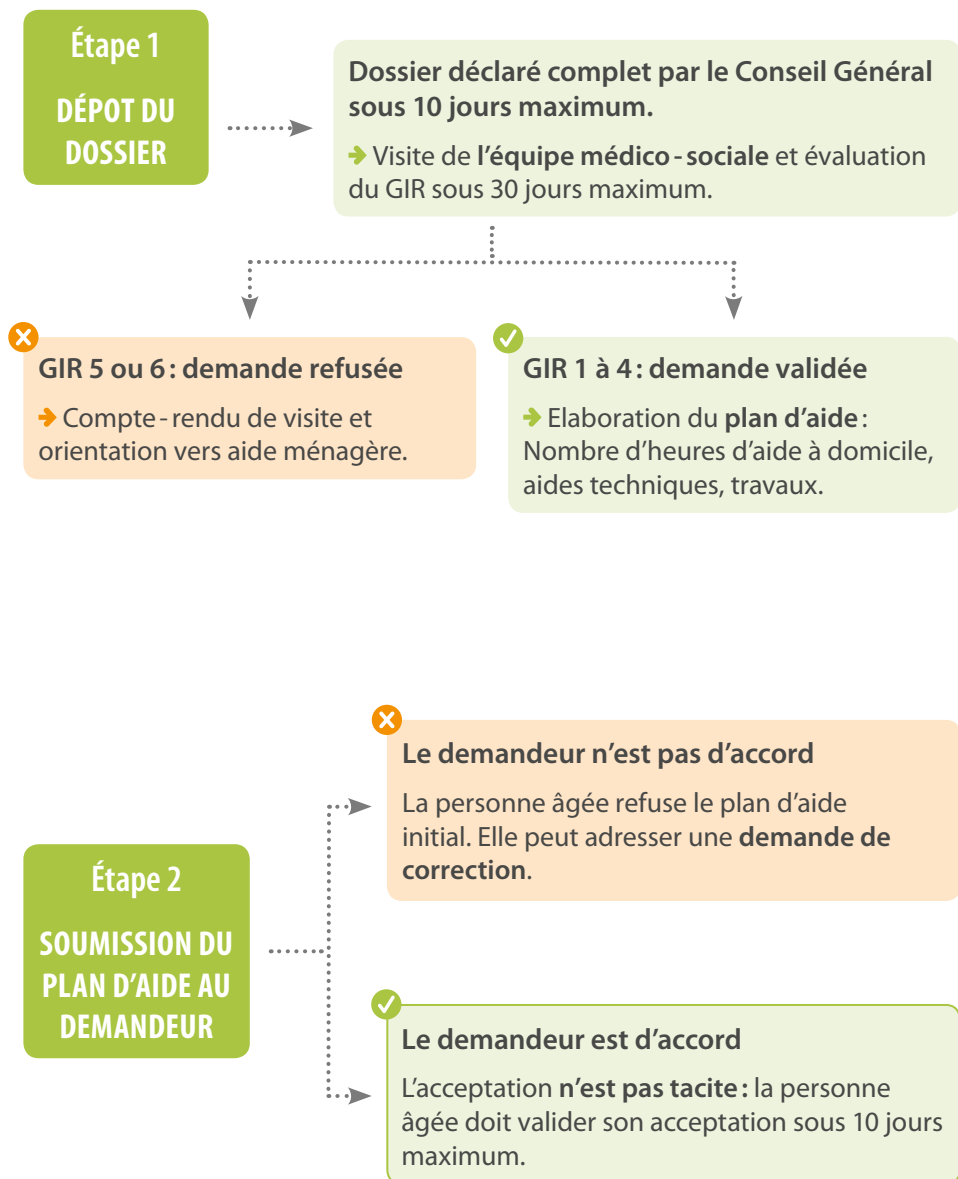 Étape 1
DÉPOT DU
DOSSIER
Dossier déclaré complet par le Conseil Général
sous 10 jours maximum.
Visite de l’équipe médico-sociale et évaluation
du GIR sous 30 jours maximum.
GIR 5 ou 6 : demande refusée
Compte-rendu de visite et
orientation vers aide ménagère.
GIR 1 à 4 : demande validée
Elaboration du plan d’aide :
Nombre d’heures d’aide à domicile,
aides techniques, travaux.
Étape 2
SOUMISSION DU
PLAN D’AIDE AU
DEMANDEUR
Le demandeur n’est pas d’accord
La personne âgée refuse le plan d’aide
initial. Elle peut adresser une demande de
correction.
Le demandeur est d’accord
L’acceptation n’est pas tacite : la personne
âgée doit valider son acceptation sous 10 jours
maximum.